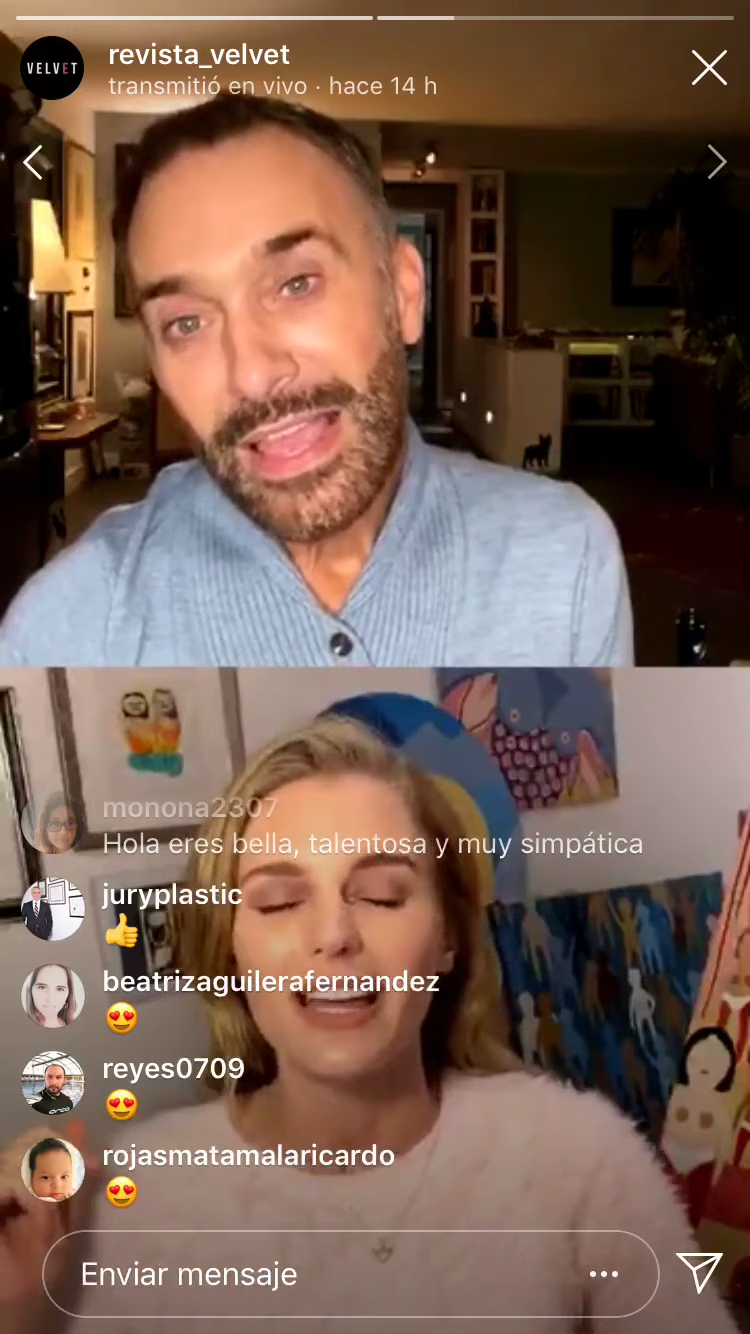 VELVET
revista_velvet
transmitió en vivo · hace 14 h
monona2307
Hola eres bella, talentosa y muy simpática
juryplastic
👍
beatrizaguilerafernandez
😍
reyes0709
😍
orca
rojasmatamalaricardo
😍
Enviar mensaje